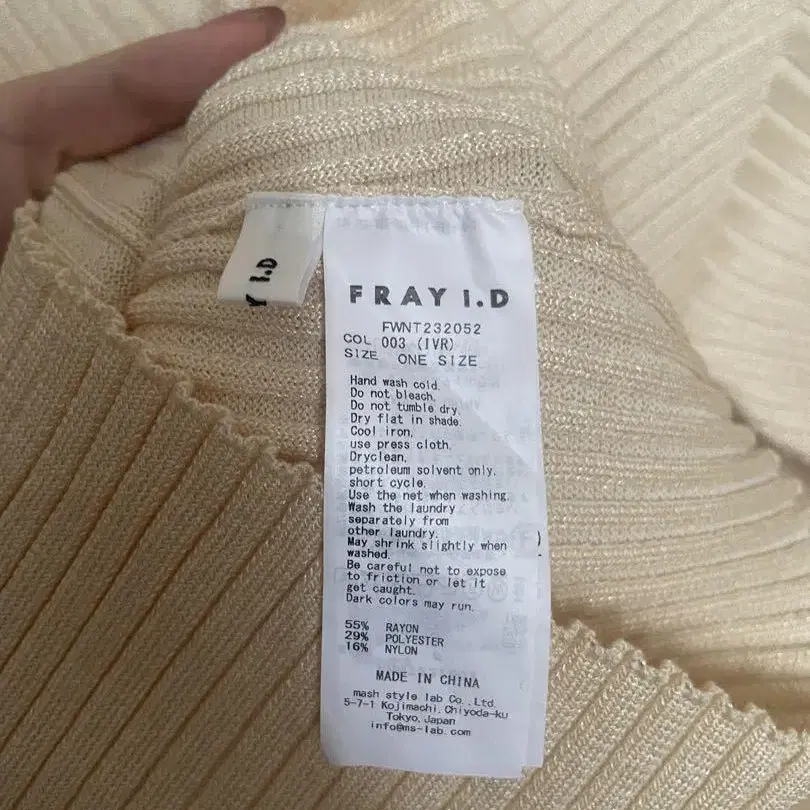 Y I.D
FRAY I.D
FWNT232052
COL 003 (IVR)
SIZE ONE SIZE
Hand wash cold.
Do not bleach.
Do not tumble dry.
Dry flat in shade.
Cool iron,
use press cloth.
Dryclean,
petroleum solvent only.
short cycle.
Use the net when washing.
Wash the laundry
separately from
other laundry.
May shrink slightly when
washed.
Be careful not to expose
to friction or let it
get caught.
Dark colors may run.
55% RAYON
29% POLYESTER
16% NYLON
MADE IN CHINA
mash style lab Co.,Ltd.
5-7-1 Kojimachi,Chiyoda-ku
Tokyo,Japan
info@ms-lab.com